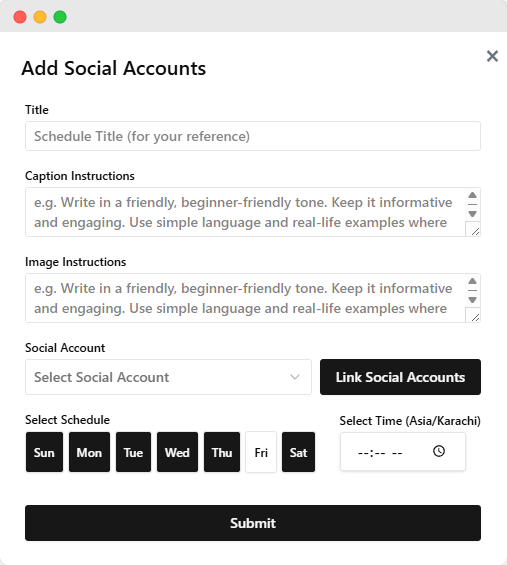 Add Social Accounts
Title
Schedule Title (for your reference)
Caption Instructions
e.g. Write in a friendly, beginner-friendly tone. Keep it informative
and engaging. Use simple language and real-life examples where
Image Instructions
e.g. Write in a friendly, beginner-friendly tone. Keep it informative
and engaging. Use simple language and real-life examples where
Social Account
Select Social Account
Link Social Accounts
Select Schedule
Select Time (Asia/Karachi)
Sun Mon Tue Wed Thu Fri Sat
--:-- --
Submit